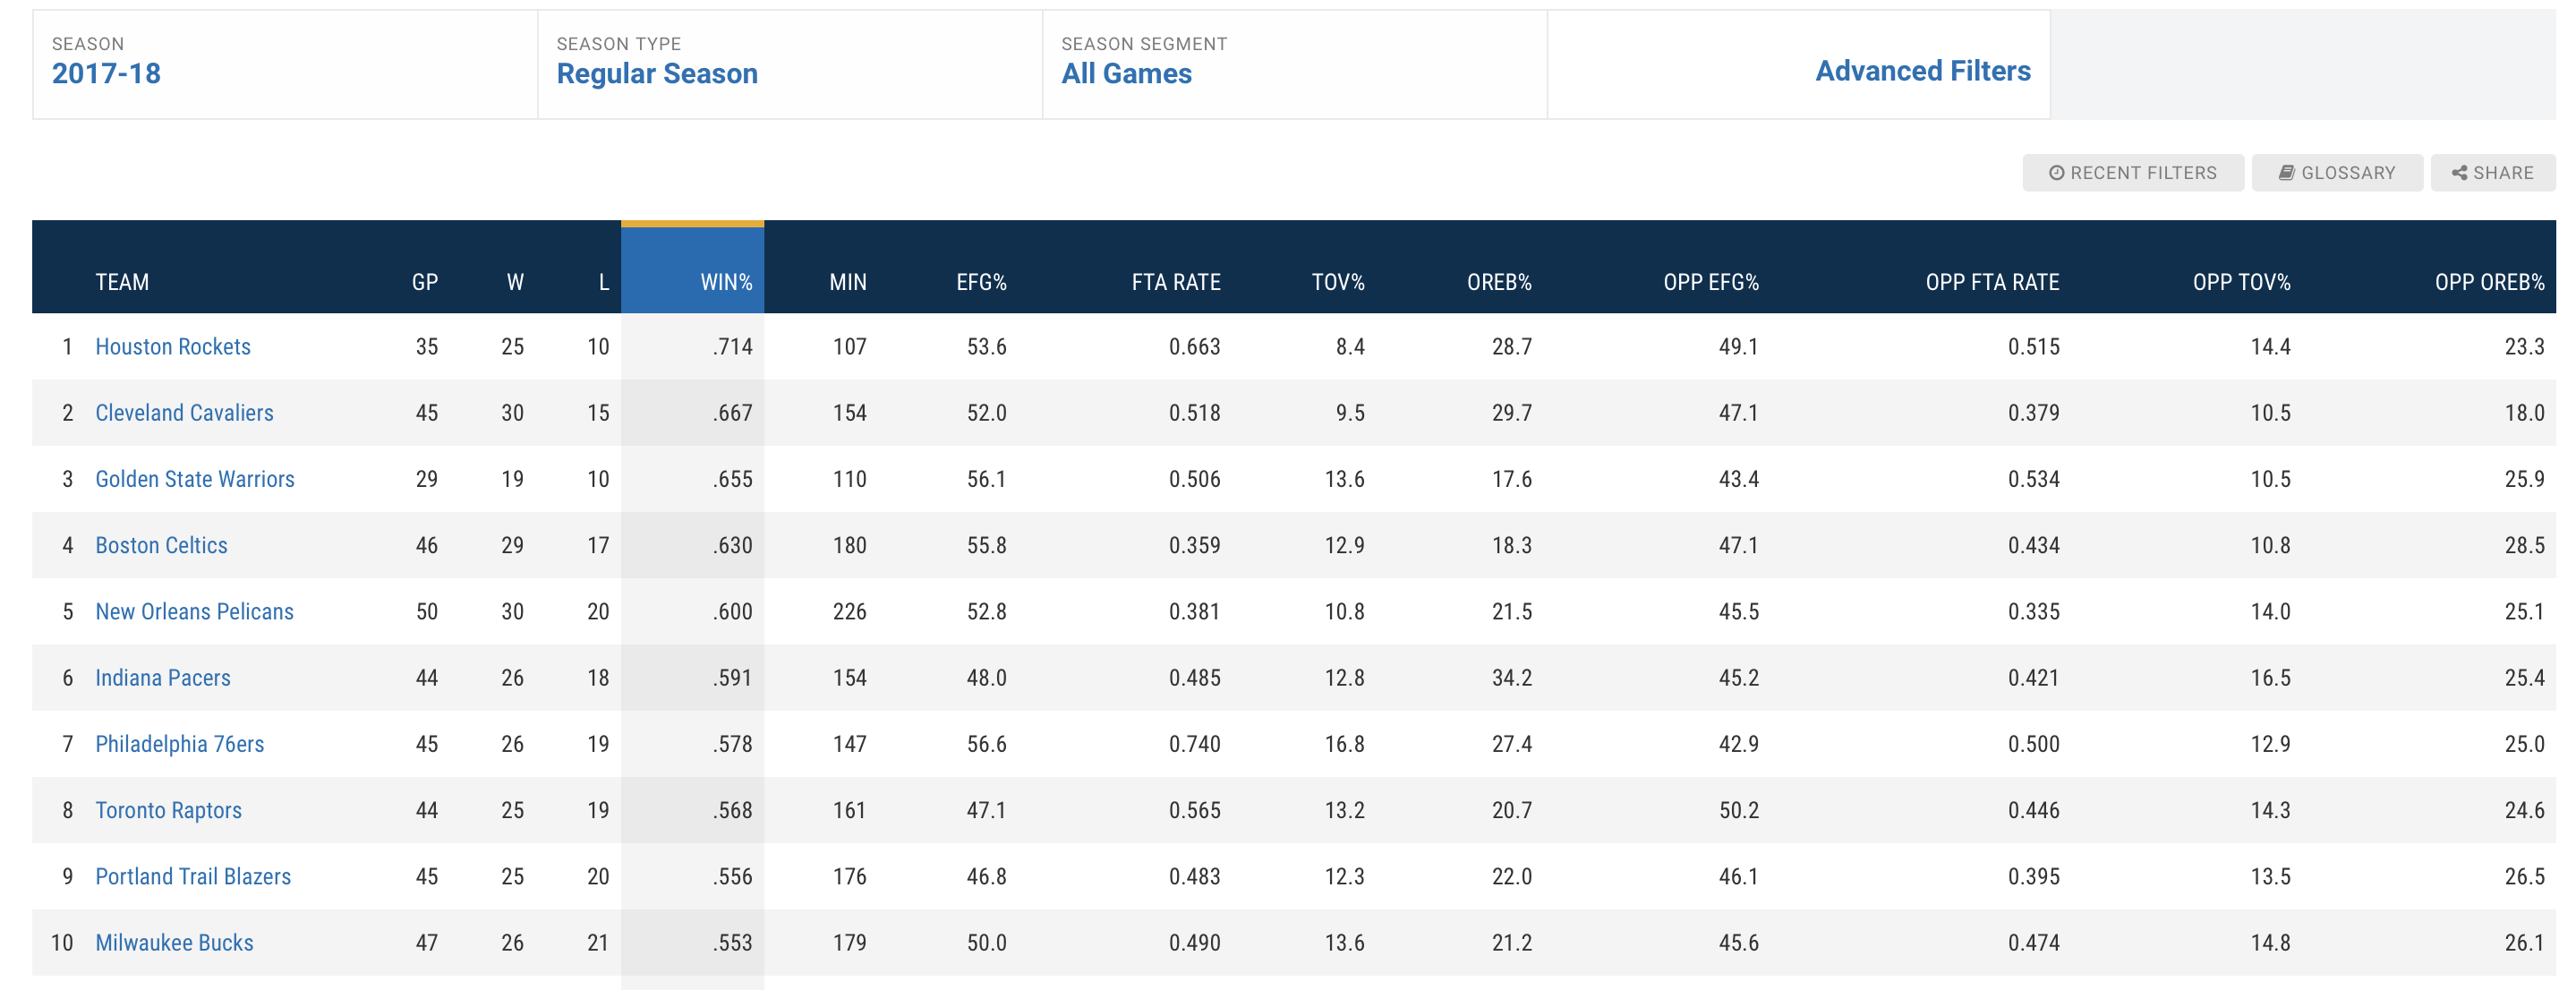 SEASON SEASON TYPE SEASON SEGMENT
2017-18 Regular Season All Games Advanced Filters
RECENT FILTERS GLOSSARY SHARE
TEAM GP W L WIN% MIN EFG% FTA RATE TOV% OREB% OPP EFG% OPP FTA RATE OPP TOV% OPP OREB%
1 Houston Rockets 35 25 10 .714 107 53.6 0.663 8.4 28.7 49.1 0.515 14.4 23.3
2 Cleveland Cavaliers 45 30 15 .667 154 52.0 0.518 9.5 29.7 47.1 0.379 10.5 18.0
3 Golden State Warriors 29 19 10 .655 110 56.1 0.506 13.6 17.6 43.4 0.534 10.5 25.9
4 Boston Celtics 46 29 17 .630 180 55.8 0.359 12.9 18.3 47.1 0.434 10.8 28.5
5 New Orleans Pelicans 50 30 20 .600 226 52.8 0.381 10.8 21.5 45.5 0.335 14.0 25.1
6 Indiana Pacers 44 26 18 .591 154 48.0 0.485 12.8 34.2 45.2 0.421 16.5 25.4
7 Philadelphia 76ers 45 26 19 .578 147 56.6 0.740 16.8 27.4 42.9 0.500 12.9 25.0
8 Toronto Raptors 44 25 19 .568 161 47.1 0.565 13.2 20.7 50.2 0.446 14.3 24.6
9 Portland Trail Blazers 45 25 20 .556 176 46.8 0.483 12.3 22.0 46.1 0.395 13.5 26.5
10 Milwaukee Bucks 47 26 21 .553 179 50.0 0.490 13.6 21.2 45.6 0.474 14.8 26.1